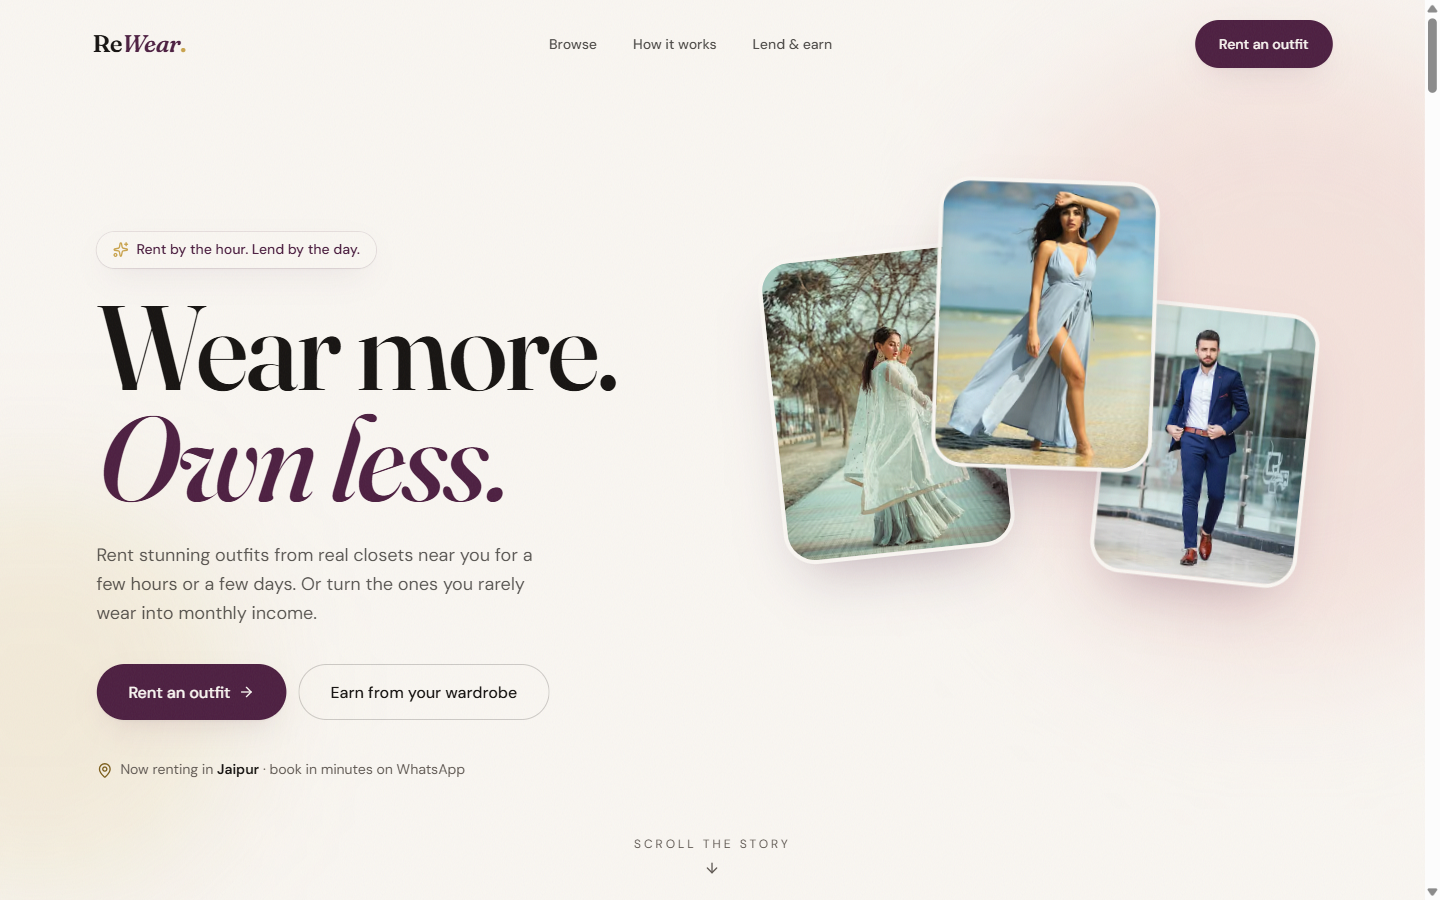 ReWear.
Browse
How it works
Lend & earn
Rent an outfit
Rent by the hour. Lend by the day.
Wear more.
Own less.
Rent stunning outfits from real closets near you for a
few hours or a few days. Or turn the ones you rarely
wear into monthly income.
Rent an outfit →
Earn from your wardrobe
Now renting in Jaipur · book in minutes on WhatsApp
SCROLL THE STORY